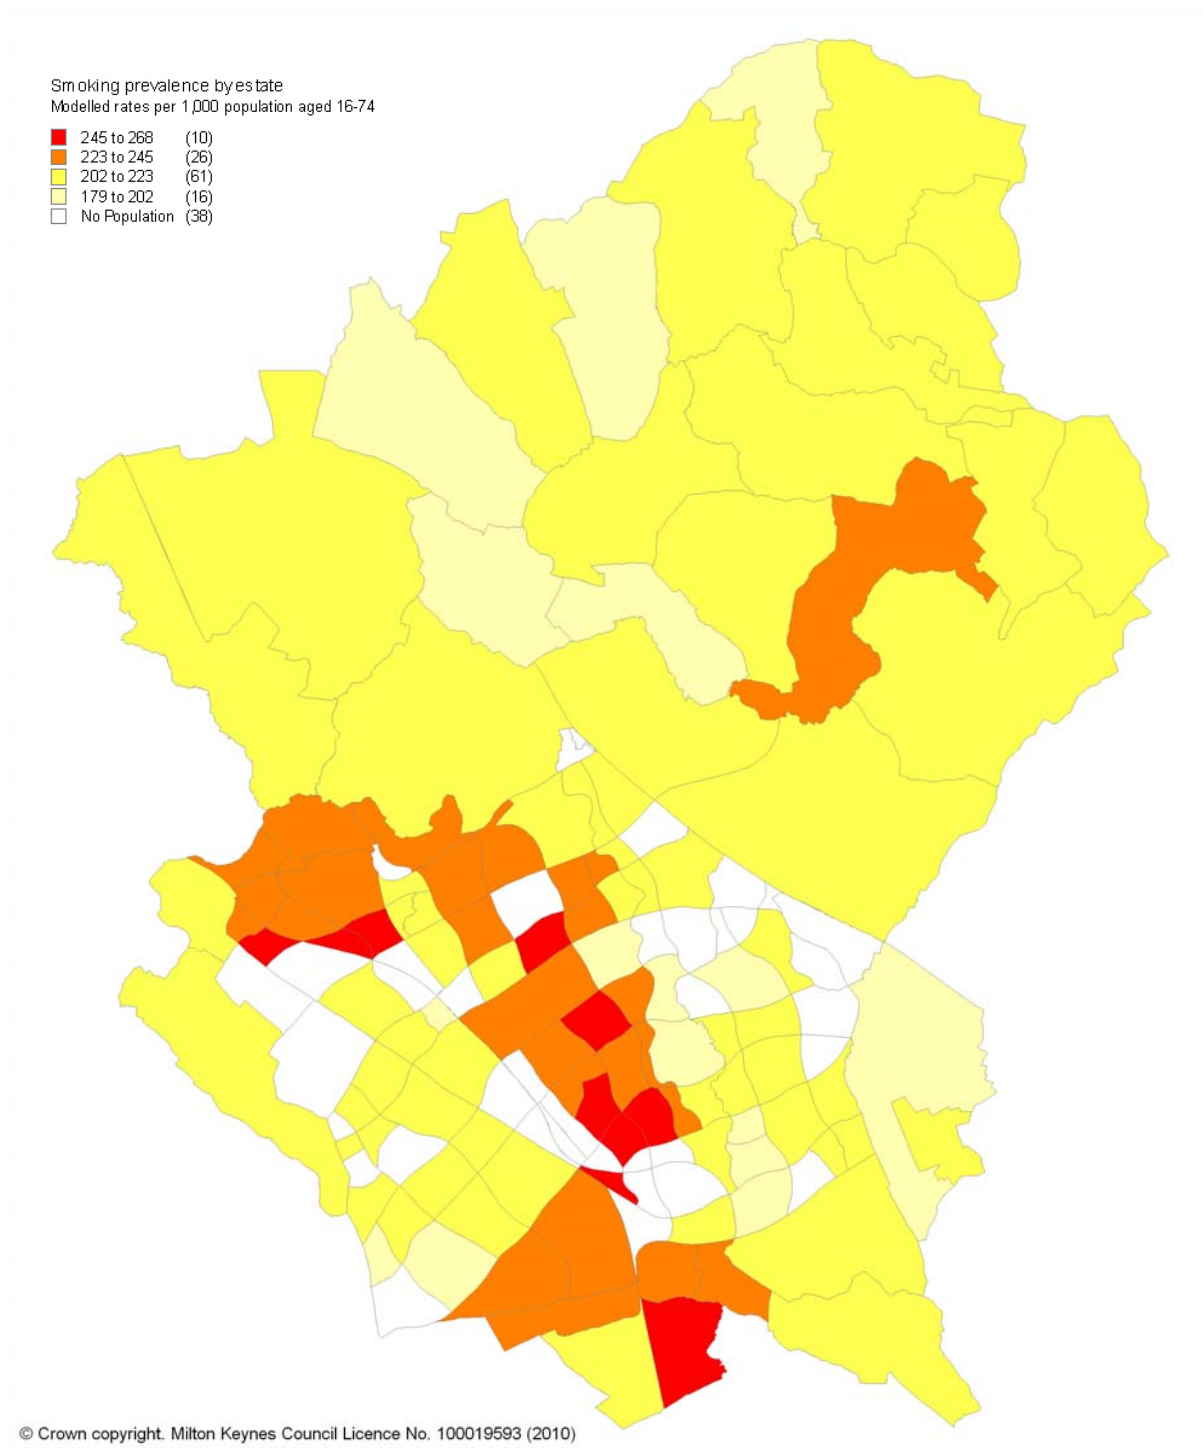 Smoking prevalence by estate
Modelled rates per 1,000 population aged 16-74
245 to 268 (10)
223 to 245 (26)
202 to 223 (61)
179 to 202 (16)
No Population (38)
© Crown copyright. Milton Keynes Council Licence No. 100019593 (2010)